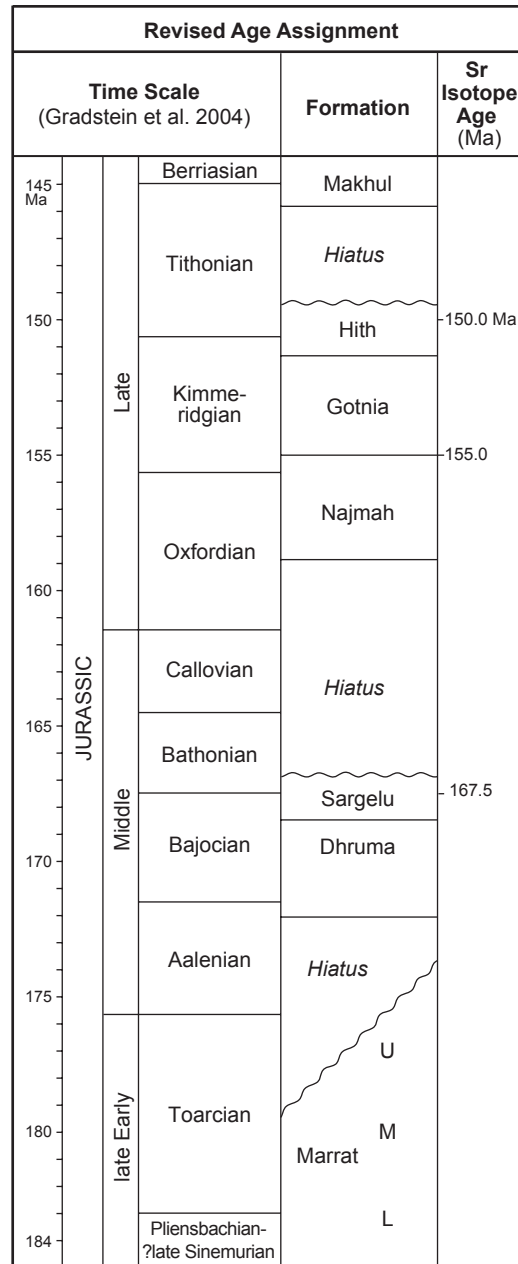 Revised Age Assignment
Time Scale
(Gradstein et al. 2004)
Formation
Sr
Isotope
Age
(Ma)
145
Ma
150
155
160
165
170
175
180
184
JURASSIC
Late
Middle
late Early
Berriasian
Tithonian
Kimme-
ridgian
Oxfordian
Callovian
Bathonian
Bajocian
Aalenian
Toarcian
Pliensbachian-
?late Sinemurian
Makhul
Hiatus
Hith
Gotnia
Najmah
Hiatus
Sargelu
Dhruma
Hiatus
U
M
Marrat
L
150.0 Ma
155.0
167.5